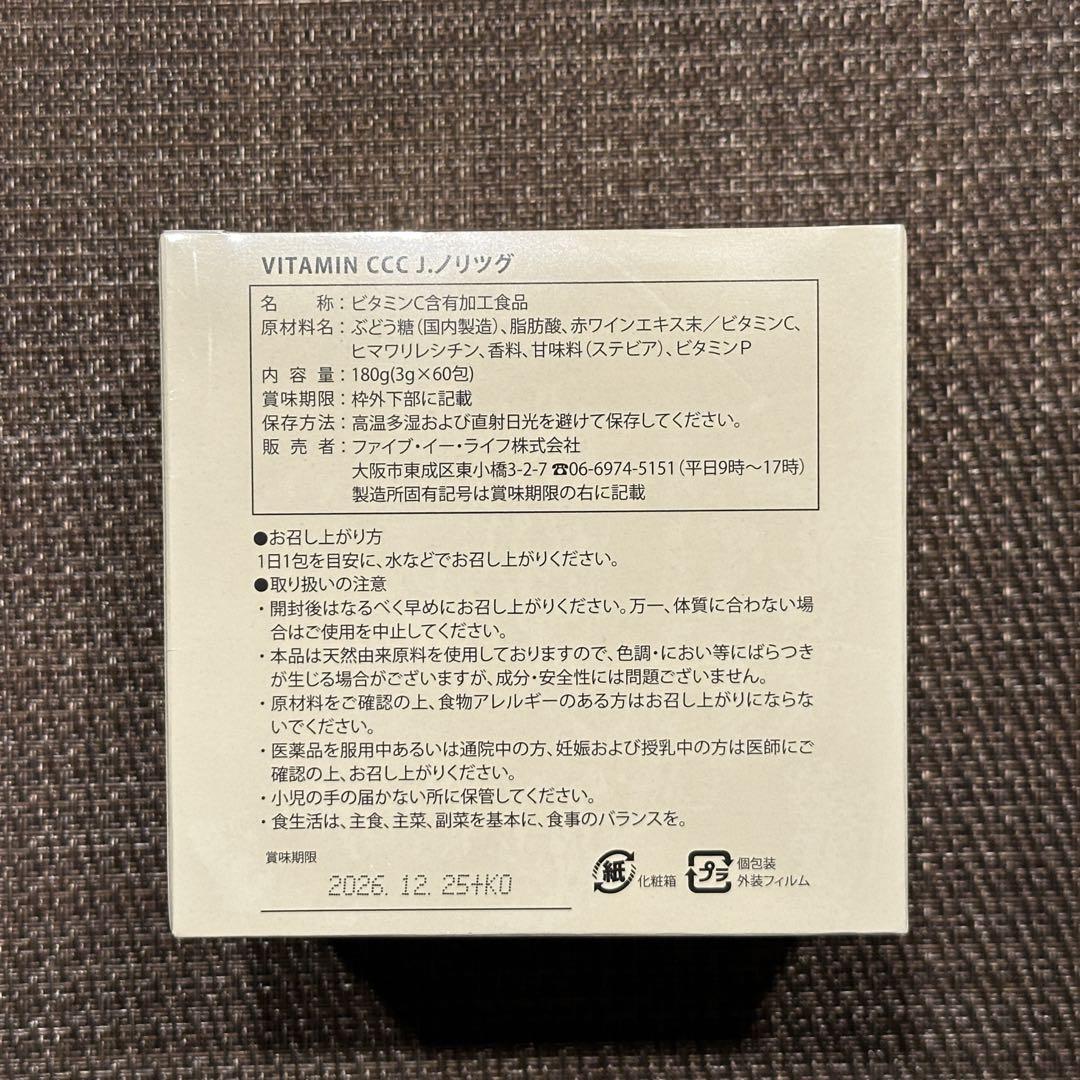 VITAMIN CCC J.ノリツグ
名称：ビタミンC含有加工食品
原材料名：ぶどう糖（国内製造）、脂肪酸、赤ワインエキス末／ビタミンC、
ヒマワリレシチン、香料、甘味料（ステビア）、ビタミンP
内容量：180g(3g×60包)
賞味期限：枠外下部に記載
保存方法：高温多湿および直射日光を避けて保存してください。
販売者：ファイブ・イー・ライフ株式会社
大阪市東成区東小橋3-2-7 ☎06-6974-5151（平日9時～17時）
製造所固有記号は賞味期限の右に記載
●お召し上がり方
1日1包を目安に、水などでお召し上がりください。
●取り扱いの注意
・開封後はなるべく早めにお召し上がりください。万一、体質に合わない場
合はご使用を中止してください。
・本品は天然由来原料を使用しておりますので、色調・におい等にばらつき
が生じる場合がございますが、成分・安全性には問題ございません。
・原材料をご確認の上、食物アレルギーのある方はお召し上がりにならな
いでください。
・医薬品を服用中あるいは通院中の方、妊娠および授乳中の方は医師にご
確認の上、お召し上がりください。
・小児の手の届かない所に保管してください。
・食生活は、主食、主菜、副菜を基本に、食事のバランスを。
賞味期限
2026. 12. 25+K0
紙 化粧箱
プラ 個包装
外装フィルム